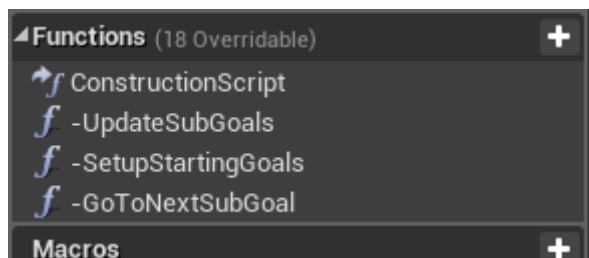 Functions (18 Overridable)
ConstructionScript
-UpdateSubGoals
-SetupStartingGoals
-GoToNextSubGoal
Macros